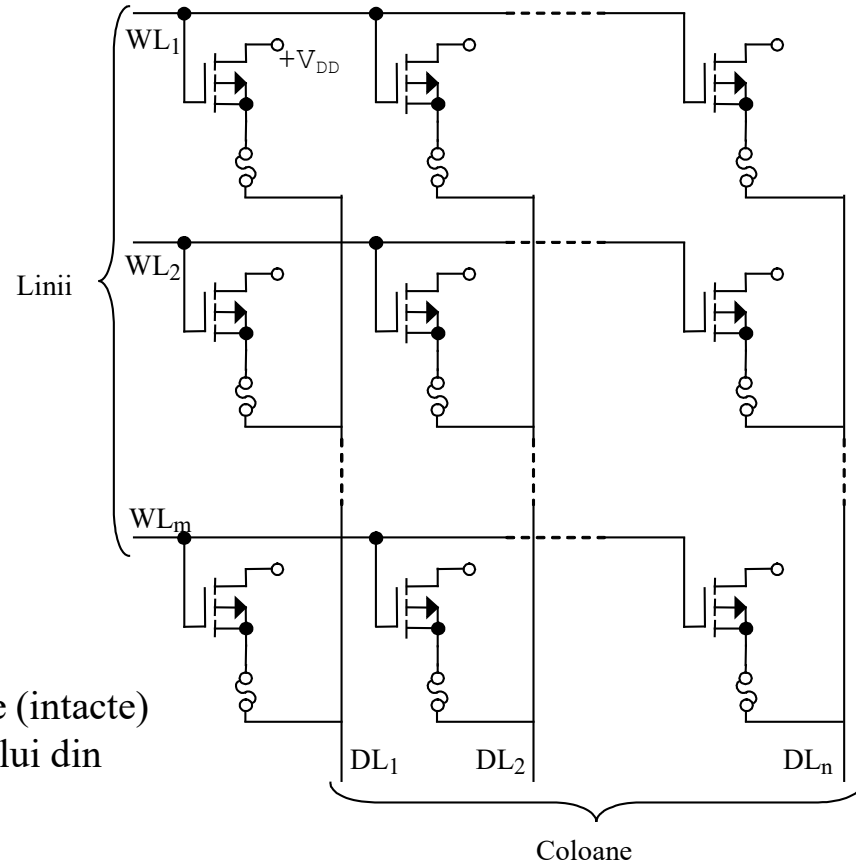 WL1
+VDD
WL2
Linii
WLm
e (intacte)
lui din
DL1 DL2 DLn
Coloane